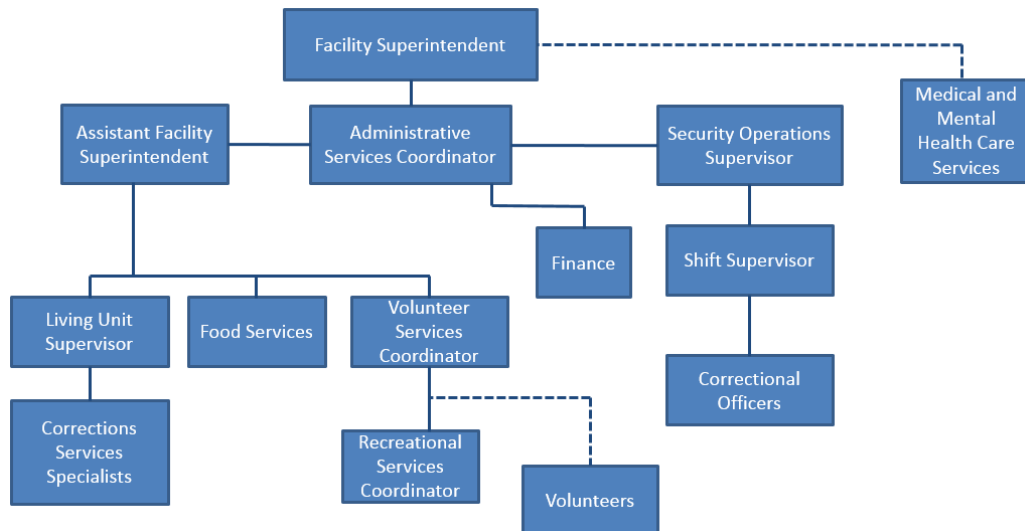 Facility Superintendent
Medical and
Mental
Health Care
Services
Assistant Facility
Superintendent
Administrative
Services Coordinator
Security Operations
Supervisor
Finance
Shift Supervisor
Living Unit
Supervisor
Food Services
Volunteer
Services
Coordinator
Correctional
Officers
Corrections
Services
Specialists
Recreational
Services
Coordinator
Volunteers